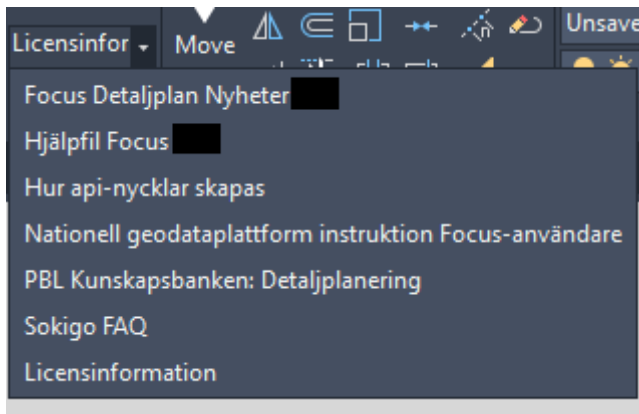 Licensinfor
Move
Unsave
Focus Detaljplan Nyheter
Hjälpfil Focus
Hur api-nycklar skapas
Nationell geodataplattform instruktion Focus-användare
PBL Kunskapsbanken: Detaljplanering
Sokigo FAQ
Licensinformation